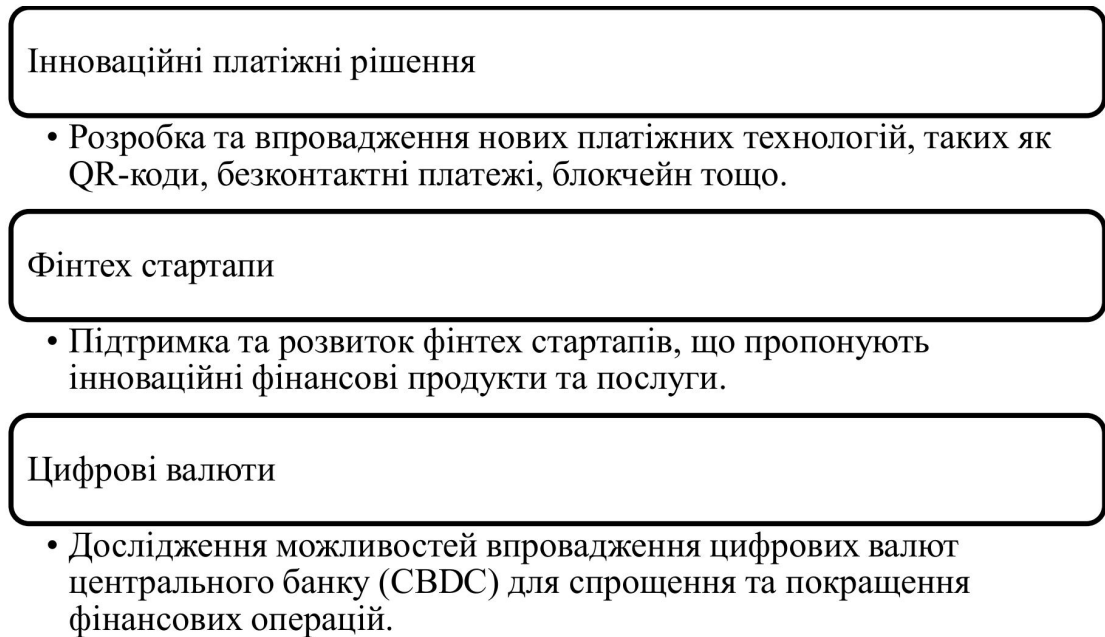 Інноваційні платіжні рішення
• Розробка та впровадження нових платіжних технологій, таких як
QR-коди, безконтактні платежі, блокчейн тощо.
Фінтех стартапи
• Підтримка та розвиток фінтех стартапів, що пропонують
інноваційні фінансові продукти та послуги.
Цифрові валюти
• Дослідження можливостей впровадження цифрових валют
центрального банку (CBDC) для спрощення та покращення
фінансових операцій.